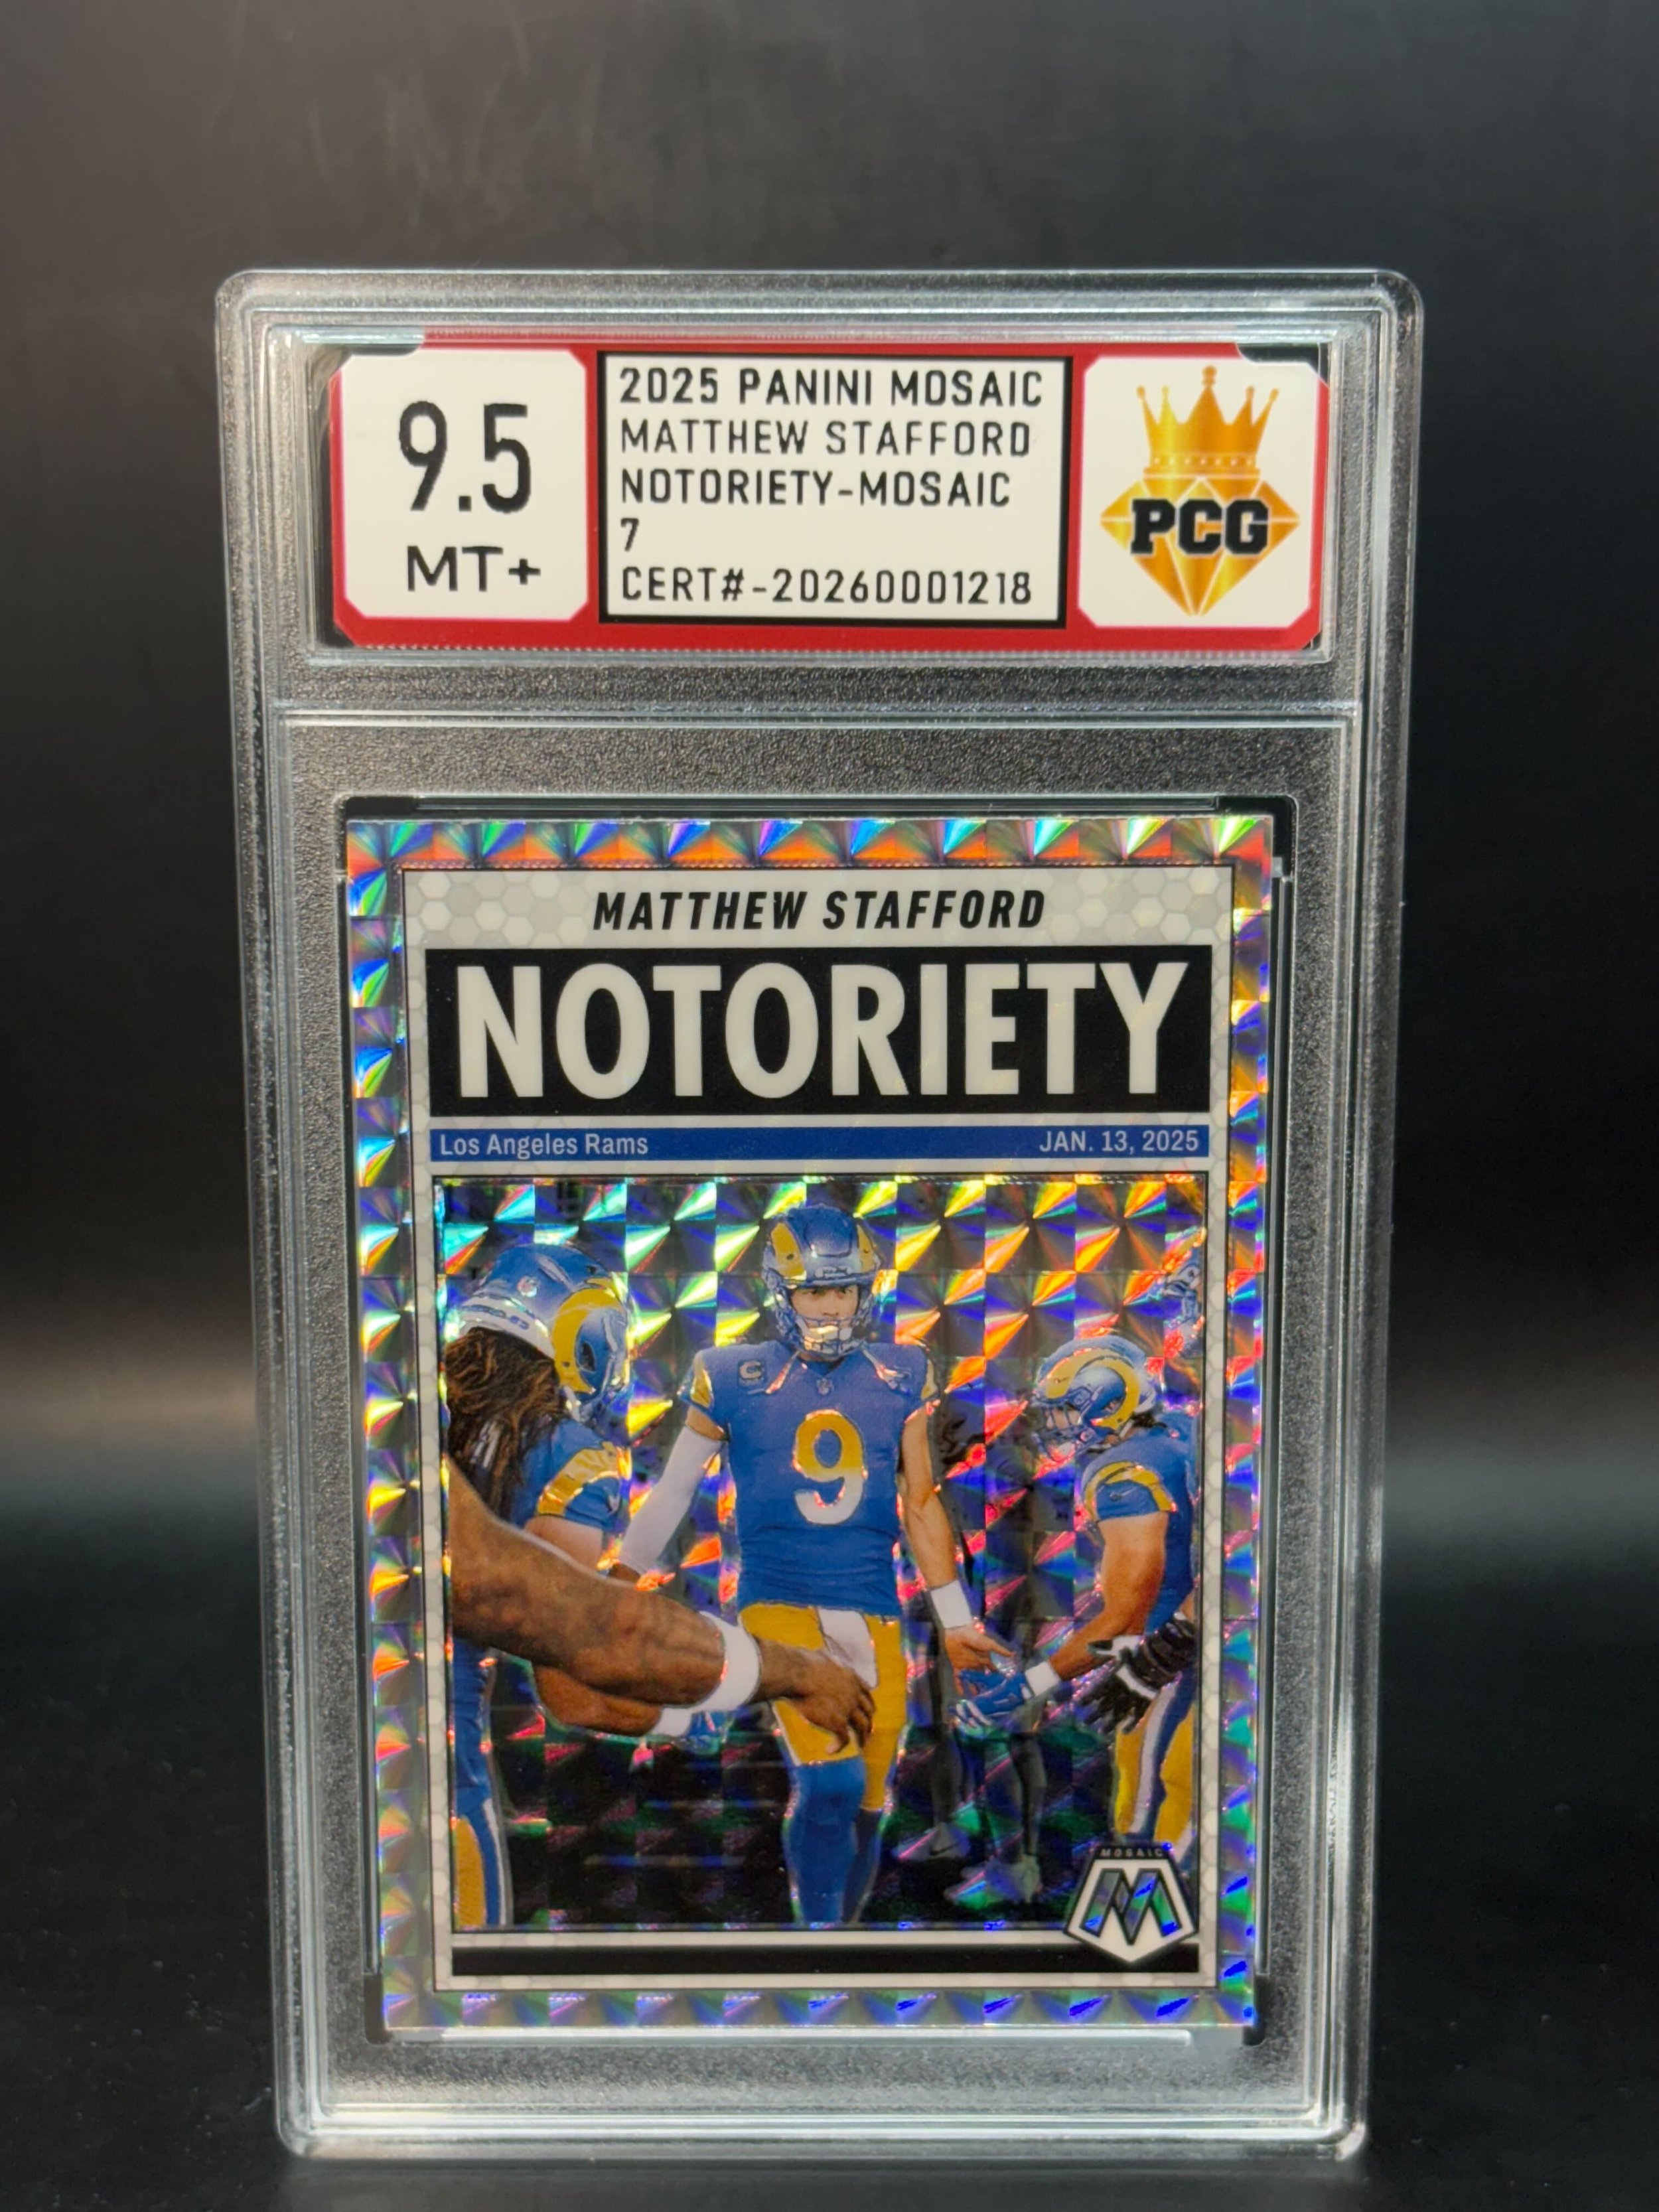 9.5
MT+
2025 PANINI MOSAIC
MATTHEW STAFFORD
NOTORIETY-MOSAIC
7
CERT#-20260001218
PCG
MATTHEW STAFFORD
NOTORIETY
Los Angeles Rams JAN. 13, 2025
C
9
MOSAIC
M